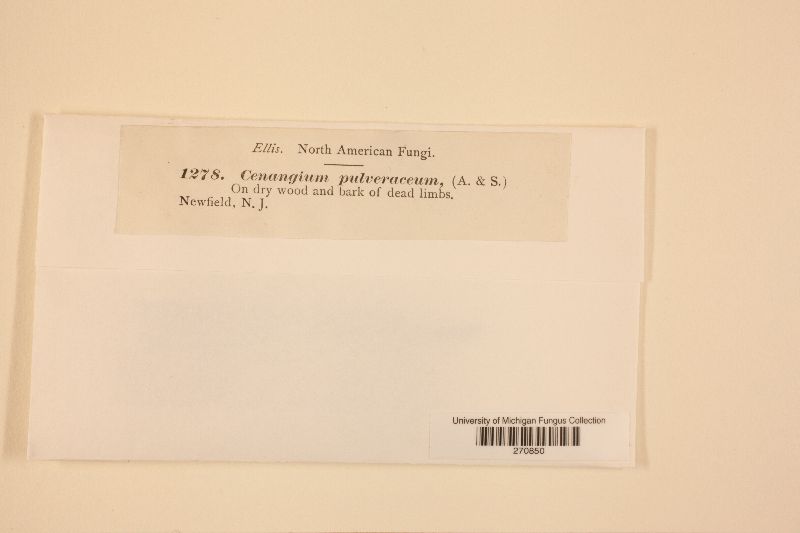 Ellis. North American Fungi.
1278. Cenangium pulveraceum, (A. & S.)
On dry wood and bark of dead limbs.
Newfield, N. J.
University of Michigan Fungus Collection
270850